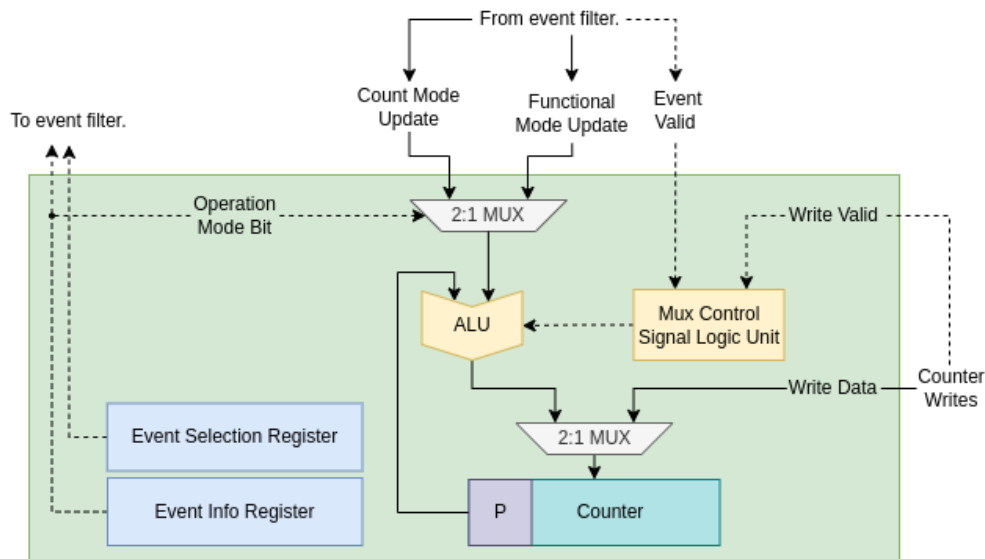 From event filter.
Count Mode
Update
Functional
Mode Update
Event
Valid
To event filter.
Operation
Mode Bit
2:1 MUX
Write Valid
ALU
Mux Control
Signal Logic Unit
Write Data
Counter
Writes
Event Selection Register
2:1 MUX
Event Info Register
P
Counter